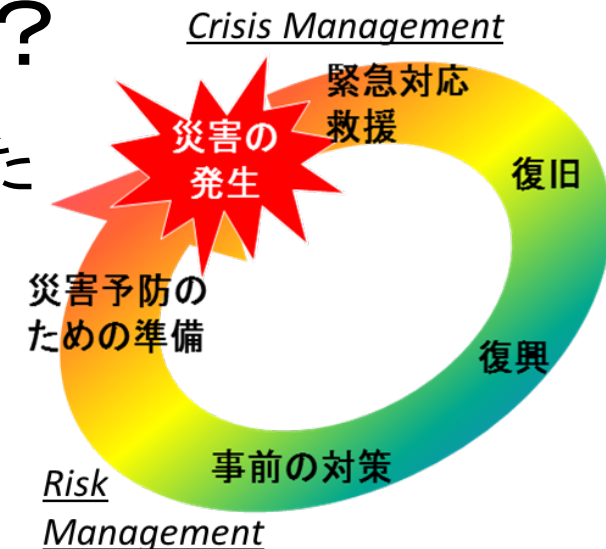 ?
Crisis Management
緊急対応
救援
災害の
発生
た
復旧
災害予防の
ための準備
復興
事前の対策
Risk
Management